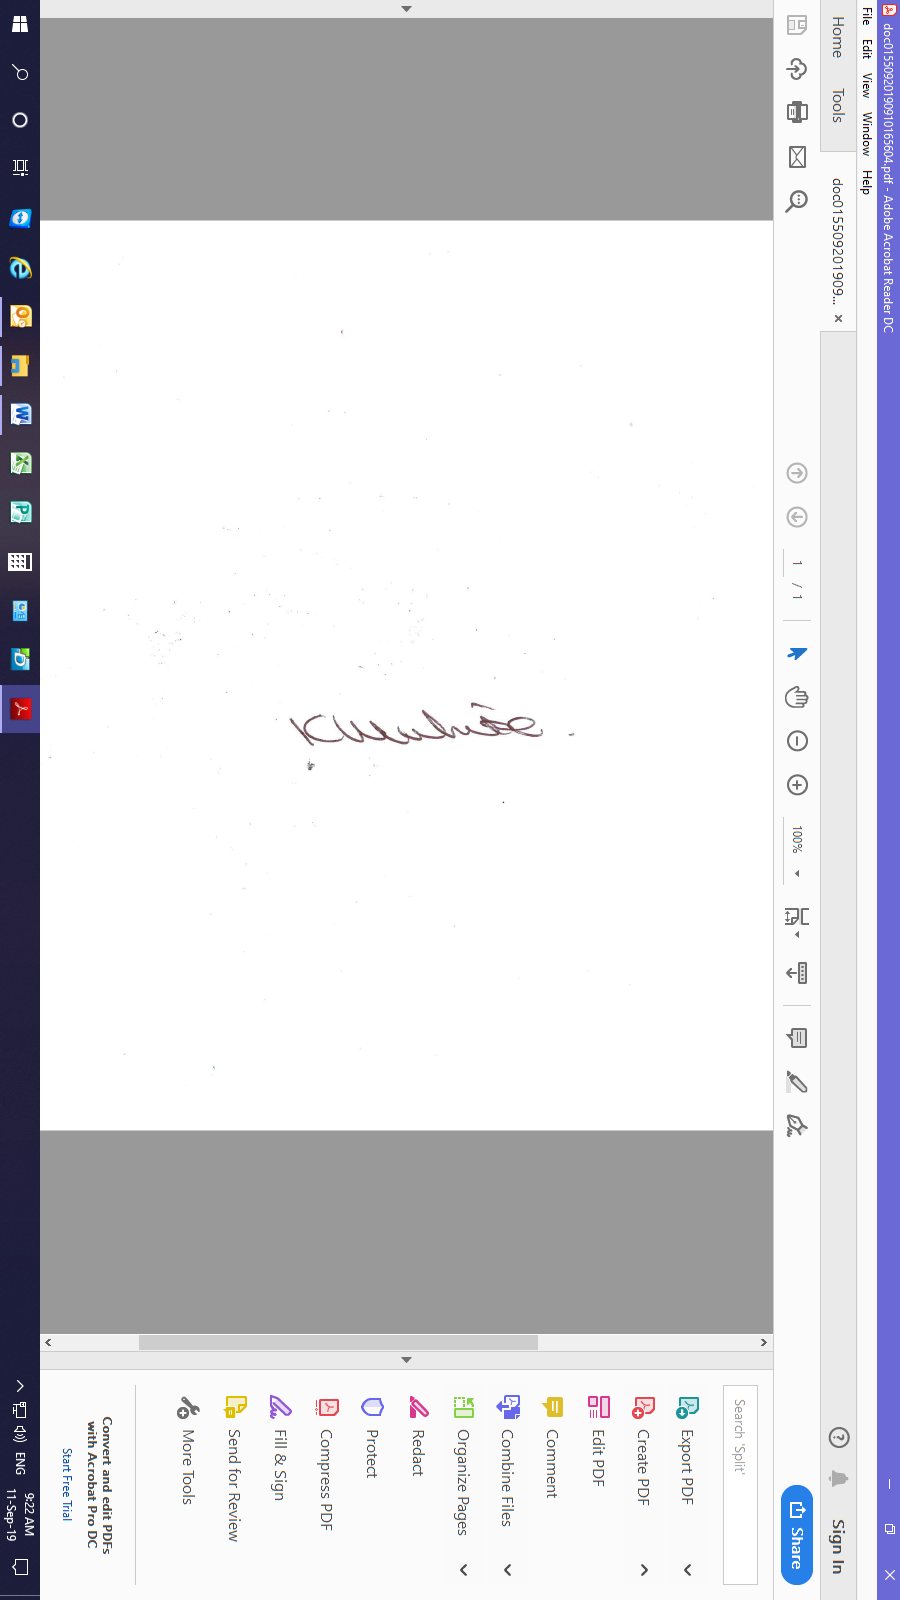 doc01550920190910165604.pdf - Adobe Acrobat Reader DC
File Edit View Window Help
Home Tools doc015509201909... × Sign In
1 / 1 100% Share
Search 'Split'
Export PDF
Create PDF
Edit PDF
Comment
Combine Files
Organize Pages
Redact
Protect
Compress PDF
Fill & Sign
Send for Review
More Tools
Convert and edit PDFs
with Acrobat Pro DC
Start Free Trial
ENG
9:22 AM
11-Sep-19